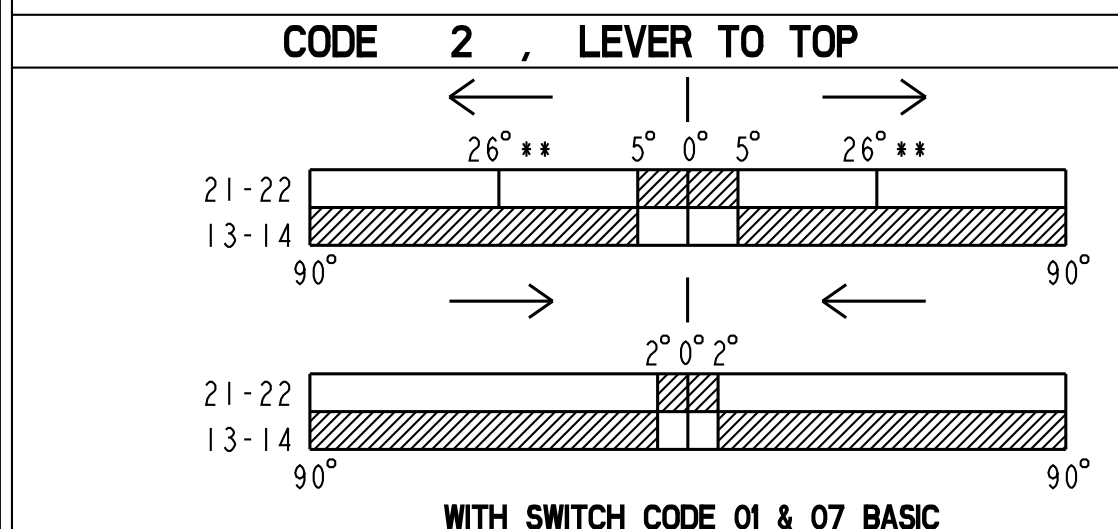 CODE 2 , LEVER TO TOP
26° ** 5° 0° 5° 26° **
21-22
13-14
90° 90°
2° 0° 2°
21-22
13-14
90° 90°
WITH SWITCH CODE 01 & 07 BASIC